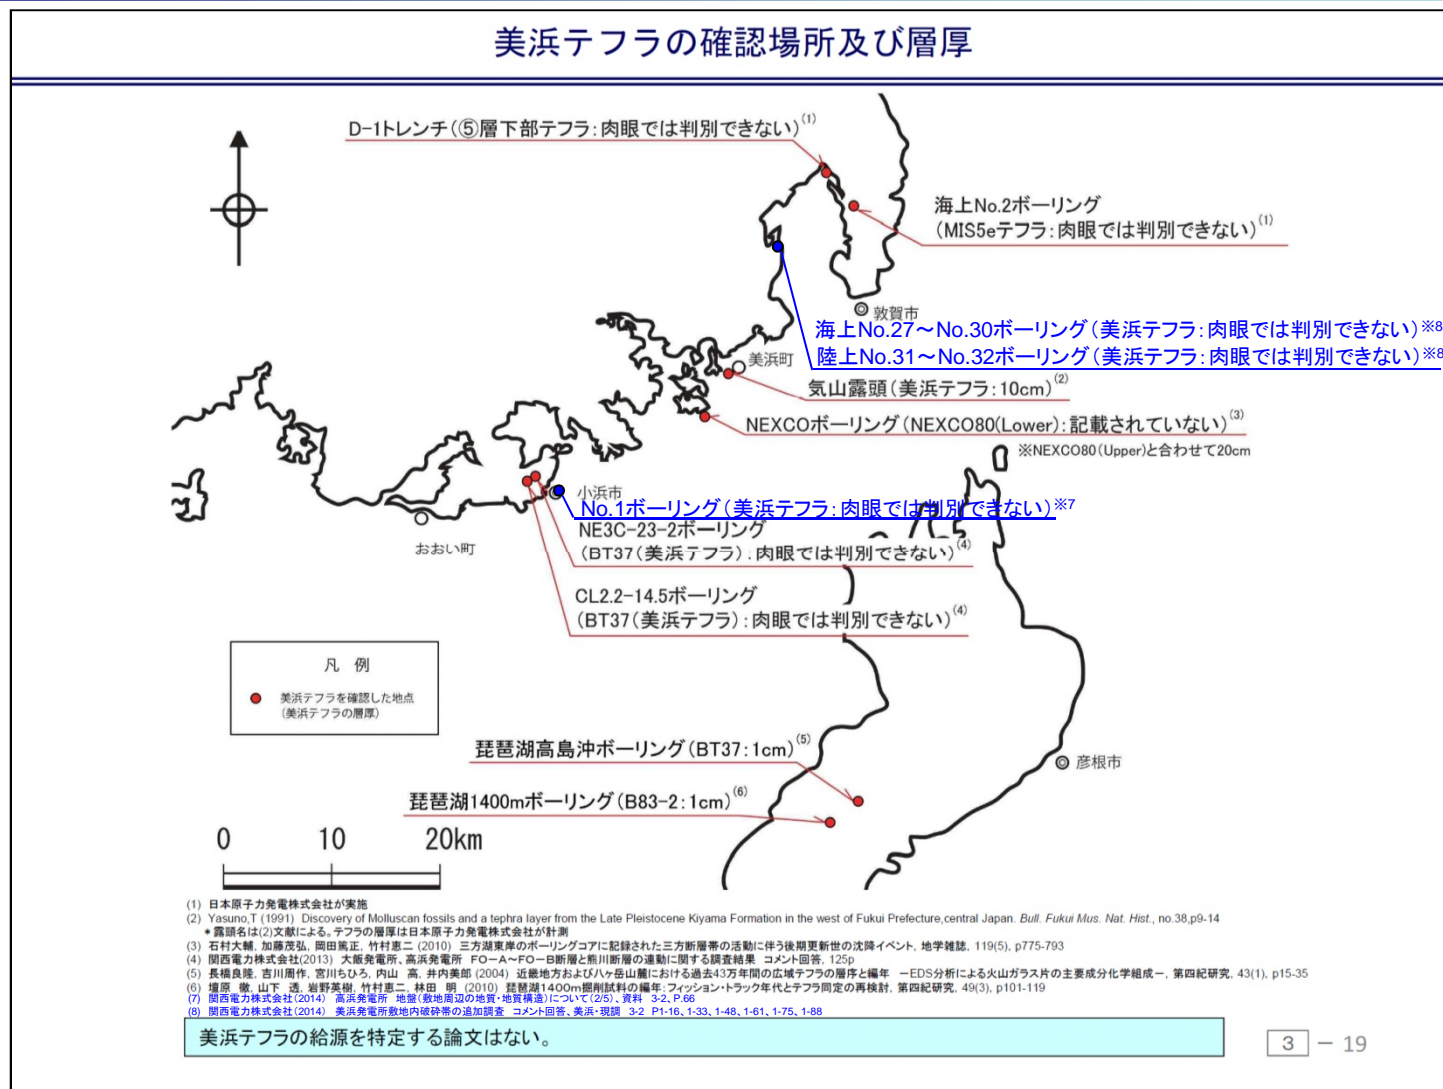 美浜テフラの確認場所及び層厚
D-1トレンチ(⑤層下部テフラ:肉眼では判別できない)(1)
海上No.2ボーリング
(MIS5eテフラ:肉眼では判別できない)(1)
敦賀市
海上No.27～No.30ボーリング(美浜テフラ:肉眼では判別できない)※8
陸上No.31～No.32ボーリング(美浜テフラ:肉眼では判別できない)※8
美浜町
気山露頭(美浜テフラ:10cm)(2)
NEXCOボーリング(NEXCO80(Lower):記載されていない)(3)
※NEXCO80(Upper)と合わせて20cm
小浜市
No.1ボーリング(美浜テフラ:肉眼では判別できない)※7
NE3C-23-2ボーリング
(BT37(美浜テフラ):肉眼では判別できない)(4)
おおい町
CL2.2-14.5ボーリング
(BT37(美浜テフラ):肉眼では判別できない)(4)
凡 例
美浜テフラを確認した地点
(美浜テフラの層厚)
琵琶湖高島沖ボーリング(BT37:1cm)(5)
彦根市
琵琶湖1400mボーリング(B83-2:1cm)(6)
0 10 20km
(1) 日本原子力発電株式会社が実施
(2) Yasuno,T (1991) Discovery of Molluscan fossils and a tephra layer from the Late Pleistocene Kiyama Formation in the west of Fukui Prefecture,central Japan. Bull. Fukui Mus. Nat. Hist., no.38,p9-14
＊露頭名は(2)文献による。テフラの層厚は日本原子力発電株式会社が計測
(3) 石村大輔, 加藤茂弘, 岡田篤正, 竹村恵二 (2010) 三方湖東岸のボーリングコアに記録された三方断層帯の活動に伴う後期更新世の沈降イベント, 地学雑誌, 119(5), p775-793
(4) 関西電力株式会社(2013) 大飯発電所、高浜発電所 FO－A～FO－B断層と熊川断層の連動に関する調査結果 コメント回答, 125p
(5) 長橋良隆, 吉川周作, 宮川ちひろ, 内山 高, 井内美郎 (2004) 近畿地方および八ヶ岳山麓における過去43万年間の広域テフラの層序と編年 －EDS分析による火山ガラス片の主要成分化学組成－, 第四紀研究, 43(1), p15-35
(6) 壇原 徹, 山下 透, 岩野英樹, 竹村恵二, 林田 明 (2010) 琵琶湖1400m掘削試料の編年:フィッション・トラック年代とテフラ同定の再検討, 第四紀研究, 49(3), p101-119
(7) 関西電力株式会社(2014) 高浜発電所 地盤(敷地周辺の地質・地質構造)について(2/5)、資料 3-2、P.66
(8) 関西電力株式会社(2014) 美浜発電所敷地内破砕帯の追加調査 コメント回答、美浜・現調 3-2 P1-16、1-33、1-48、1-61、1-75、1-88
美浜テフラの給源を特定する論文はない。
3 － 19